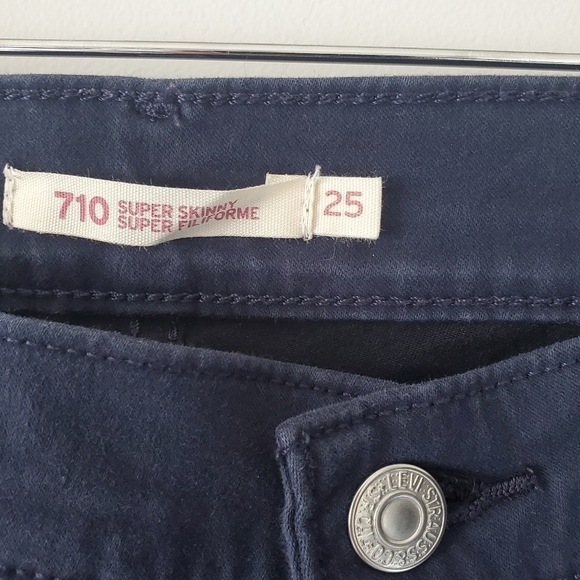 710 SUPER SKINNY
SUPER FILIFORME
25
LEVI STRAUSS & CO